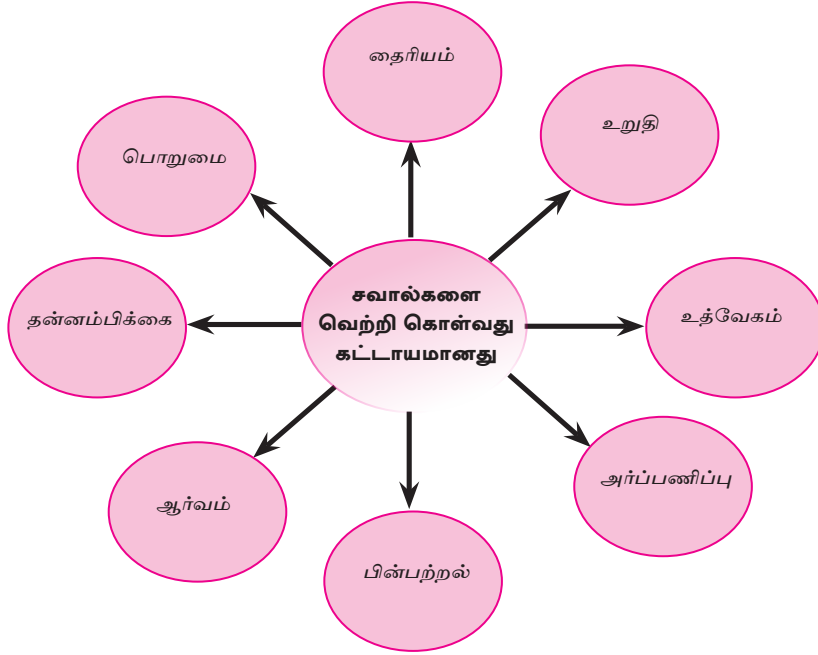 தைரியம்
உறுதி
பொறுமை
சவால்களை
வெற்றி கொள்வது
கட்டாயமானது
தன்னம்பிக்கை
உத்வேகம்
அர்ப்பணிப்பு
ஆர்வம்
பின்பற்றல்